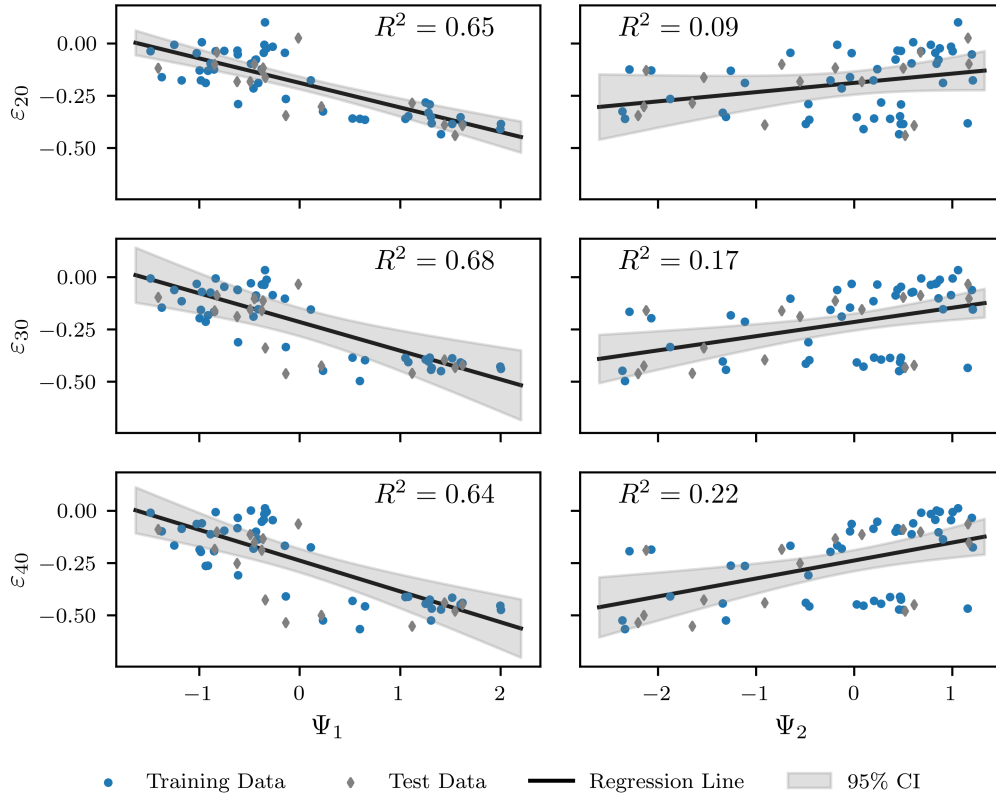 R² = 0.65
R² = 0.09
0.00
−0.25
−0.50
ε20
R² = 0.68
R² = 0.17
0.00
−0.25
−0.50
ε30
R² = 0.64
R² = 0.22
0.00
−0.25
−0.50
ε40
−1 0 1 2
−2 −1 0 1
Ψ1
Ψ2
Training Data Test Data Regression Line 95% CI